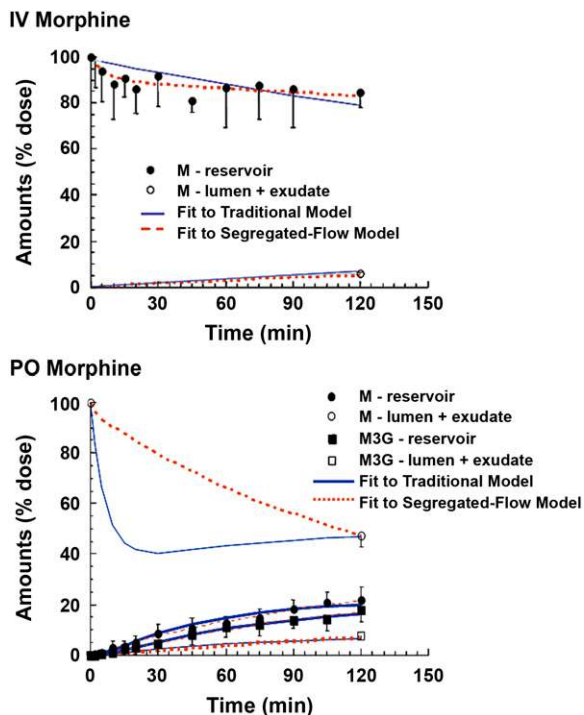 IV Morphine
100
80
60
40
20
0
Amounts (% dose)
M - reservoir
M - lumen + exudate
Fit to Traditional Model
Fit to Segregated-Flow Model
0 30 60 90 120 150
Time (min)
PO Morphine
100
80
60
40
20
0
Amounts (% dose)
M - reservoir
M - lumen + exudate
M3G - reservoir
M3G - lumen + exudate
Fit to Traditional Model
Fit to Segregated-Flow Model
0 30 60 90 120 150
Time (min)